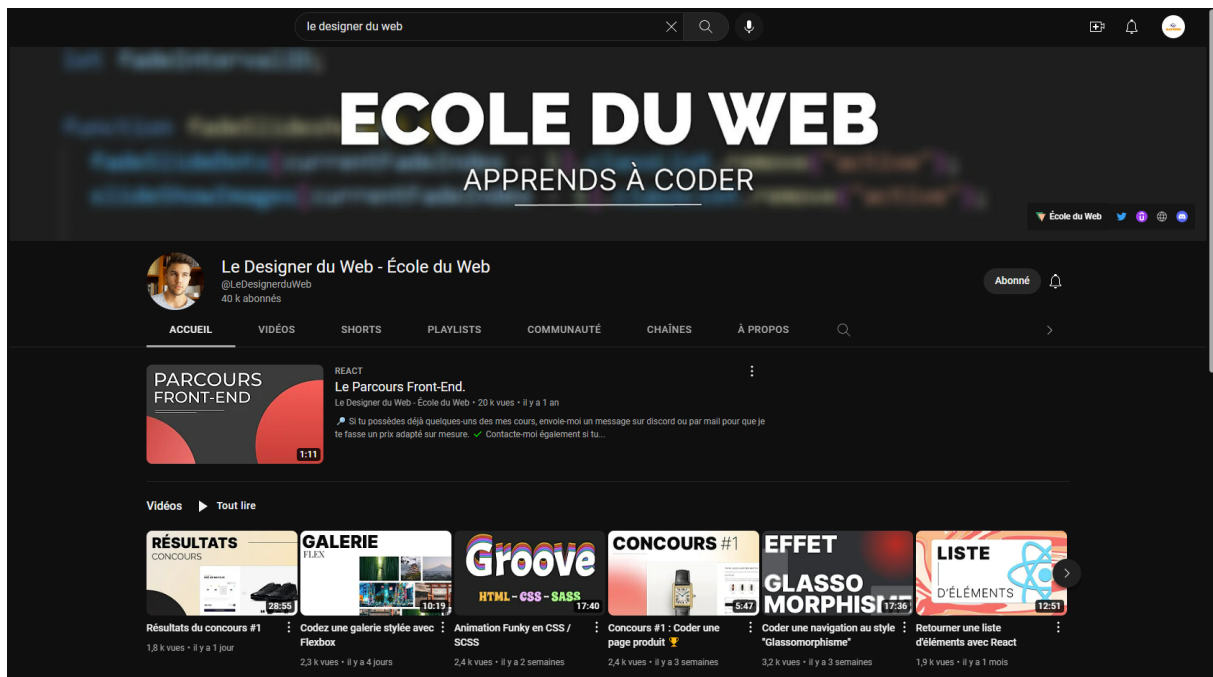 le designer du web
ECOLE DU WEB
APPRENDS À CODER
École du Web
Le Designer du Web - École du Web
@LeDesignerduWeb
40 k abonnés
Abonné
ACCUEIL VIDÉOS SHORTS PLAYLISTS COMMUNAUTÉ CHAÎNES À PROPOS
PARCOURS
FRONT-END
1:11
REACT
Le Parcours Front-End.
Le Designer du Web - École du Web • 20 k vues • il y a 1 an
Si tu possèdes déjà quelques-uns des mes cours, envoie-moi un message sur discord ou par mail pour que je
te fasse un prix adapté sur mesure. ✓ Contacte-moi également si tu...
Vidéos Tout lire
RÉSULTATS
CONCOURS
28:55
Résultats du concours #1
1,8 k vues • il y a 1 jour
GALERIE
FLEX
10:19
Codez une galerie stylée avec
Flexbox
2,3 k vues • il y a 4 jours
Groove
HTML - CSS - SASS
17:40
Animation Funky en CSS /
SCSS
2,4 k vues • il y a 2 semaines
CONCOURS #1
5:47
Concours #1 : Coder une
page produit 🏆
2,4 k vues • il y a 3 semaines
EFFET
GLASSO
MORPHISME
17:36
Coder une navigation au style
"Glassomorphisme"
3,2 k vues • il y a 3 semaines
LISTE
D'ÉLÉMENTS
12:51
Retourner une liste
d'éléments avec React
1,9 k vues • il y a 1 mois